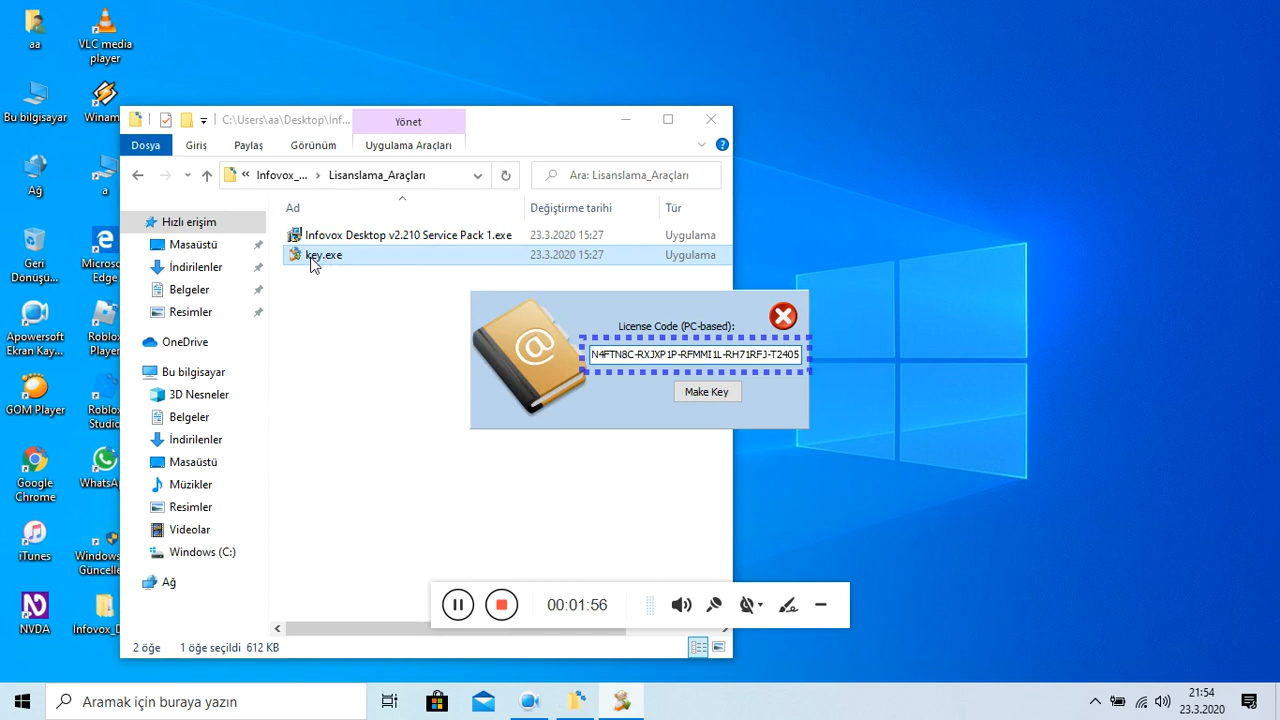 aa
VLC media
player
Bu bilgisayar
Winam
Ağ
a
Geri
Dönüşü...
Microso
Edge
Apowersoft
Ekran Kay...
Roblox
Player
GOM Player
Roblox
Studio
Google
Chrome
WhatsA
iTunes
Windows
Güncelle
NVDA
Infovox_D
C:\Users\aa\Desktop\Inf...
Yönet
Dosya
Giriş
Paylaş
Görünüm
Uygulama Araçları
Infovox_...
Lisanslama_Araçları
Ara: Lisanslama_Araçları
Ad
Değiştirme tarihi
Tür
Infovox Desktop v2.210 Service Pack 1.exe
23.3.2020 15:27
Uygulama
key.exe
23.3.2020 15:27
Uygulama
Hızlı erişim
Masaüstü
İndirilenler
Belgeler
Resimler
OneDrive
Bu bilgisayar
3D Nesneler
Belgeler
İndirilenler
Masaüstü
Müzikler
Resimler
Videolar
Windows (C:)
Ağ
License Code (PC-based):
N4FTN8C-RXJXP1P-RFMMI1L-RH71RFJ-T2405
Make Key
00:01:56
2 öğe
1 öğe seçildi 612 KB
Aramak için buraya yazın
21:54
23.3.2020